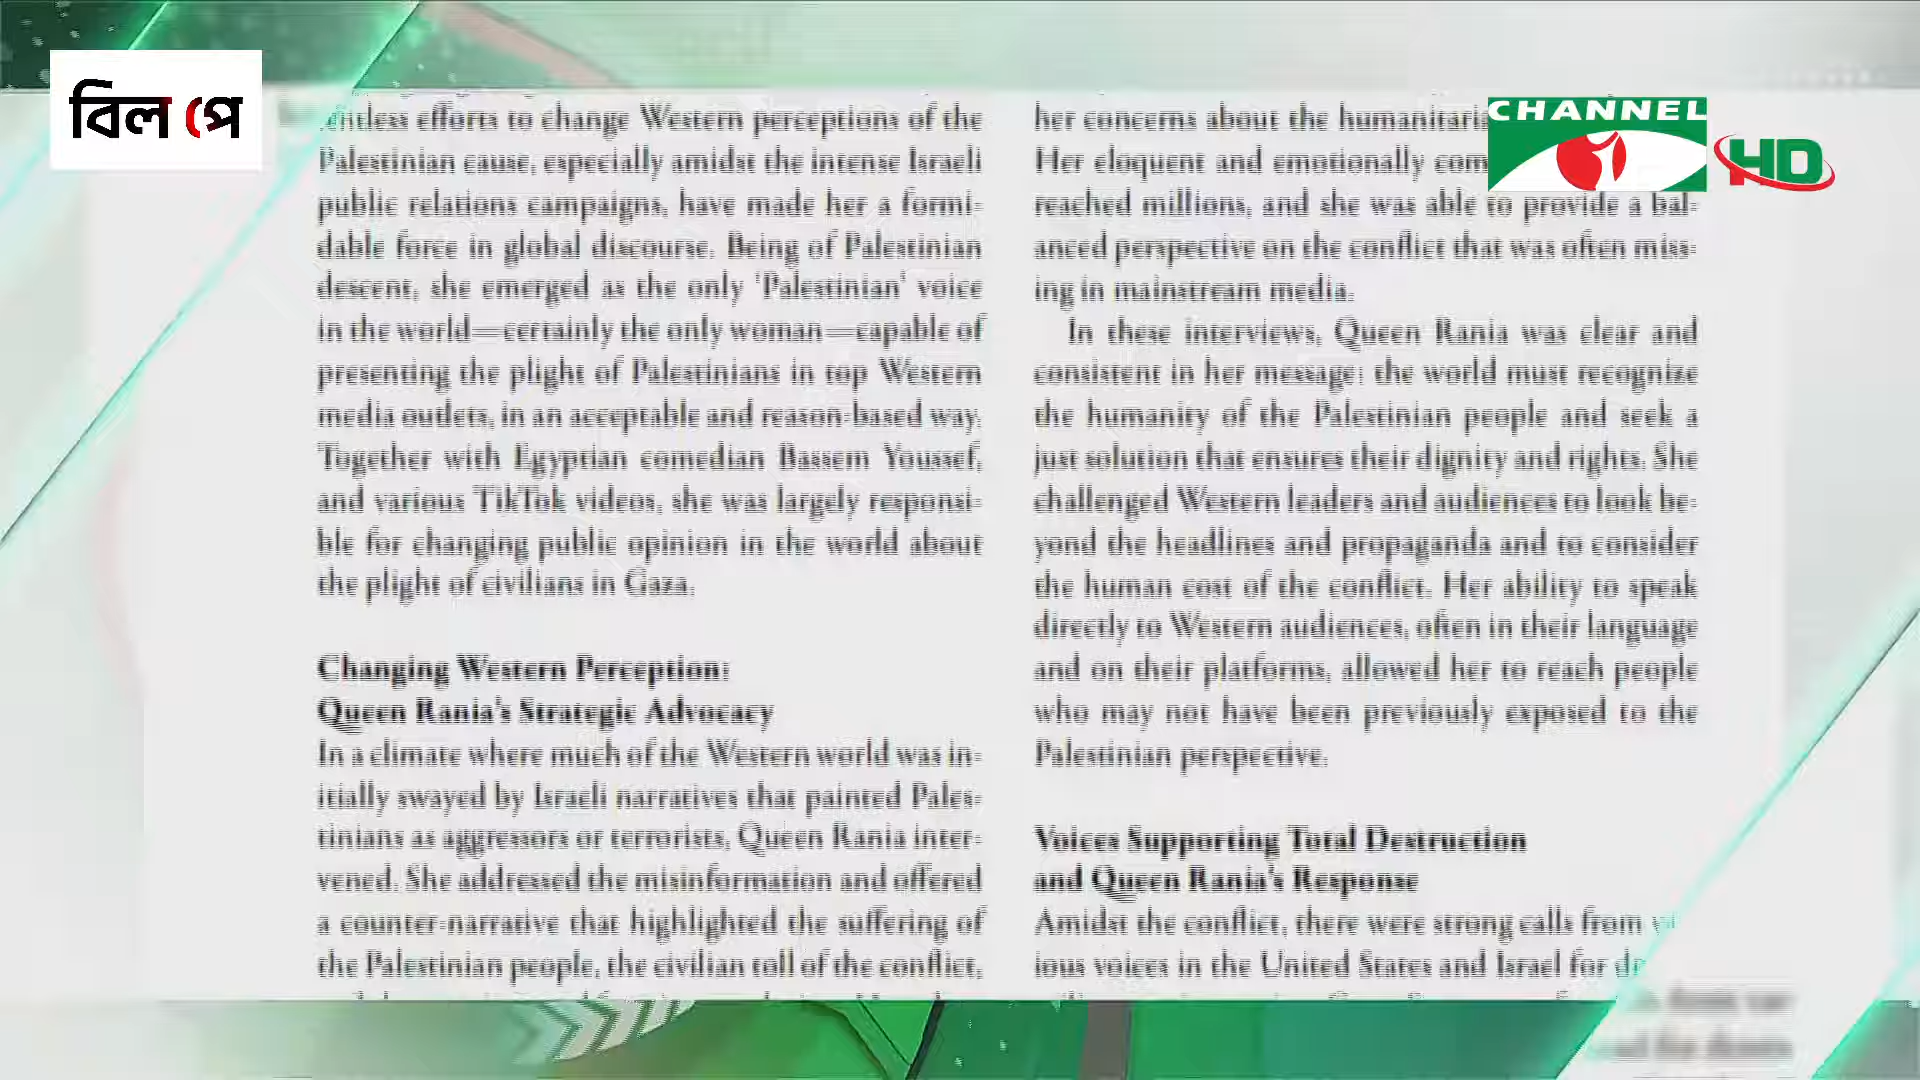 বিল পে
CHANNEL
HD
efforts to change Western perceptions of the
Palestinian cause, especially amidst the intense Israeli
public relations campaigns, have made her a formi-
dable force in global discourse. Being of Palestinian
descent, she emerged as the only 'Palestinian' voice
in the world—certainly the only woman—capable of
presenting the plight of Palestinians in top Western
media outlets, in an acceptable and reason-based way.
Together with Egyptian comedian Bassem Youssef,
and various TikTok videos, she was largely responsi-
ble for changing public opinion in the world about
the plight of civilians in Gaza.
Changing Western Perception:
Queen Rania's Strategic Advocacy
In a climate where much of the Western world was in-
itially swayed by Israeli narratives that painted Pales-
tinians as aggressors or terrorists, Queen Rania inter-
vened. She addressed the misinformation and offered
a counter-narrative that highlighted the suffering of
the Palestinian people, the civilian toll of the conflict,
her concerns about the
Her eloquent and emotionally
reached millions, and she was able to provide a bal-
anced perspective on the conflict that was often miss-
ing in mainstream media.
In these interviews, Queen Rania was clear and
consistent in her message: the world must recognize
the humanity of the Palestinian people and seek a
just solution that ensures their dignity and rights. She
challenged Western leaders and audiences to look be-
yond the headlines and propaganda and to consider
the human cost of the conflict. Her ability to speak
directly to Western audiences, often in their language
and on their platforms, allowed her to reach people
who may not have been previously exposed to the
Palestinian perspective.
Voices Supporting Total Destruction
and Queen Rania's Response
Amidst the conflict, there were strong calls from
ious voices in the United States and Israel for